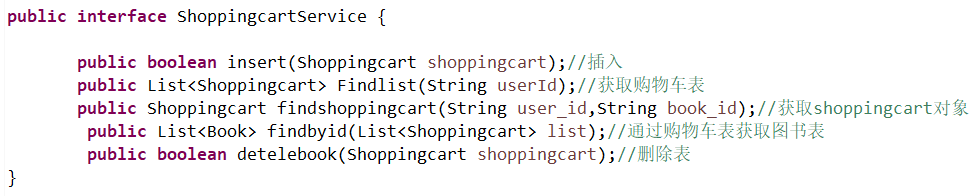 public interface ShoppingcartService {
public boolean insert(Shoppingcart shoppingcart);//插入
public List<Shoppingcart> Findlist(String userId);//获取购物车表
public Shoppingcart findshoppingcart(String user_id,String book_id);//获取shoppingcart对象
public List<Book> findbyid(List<Shoppingcart> list);//通过购物车表获取图书表
public boolean detelebook(Shoppingcart shoppingcart);//删除表
}